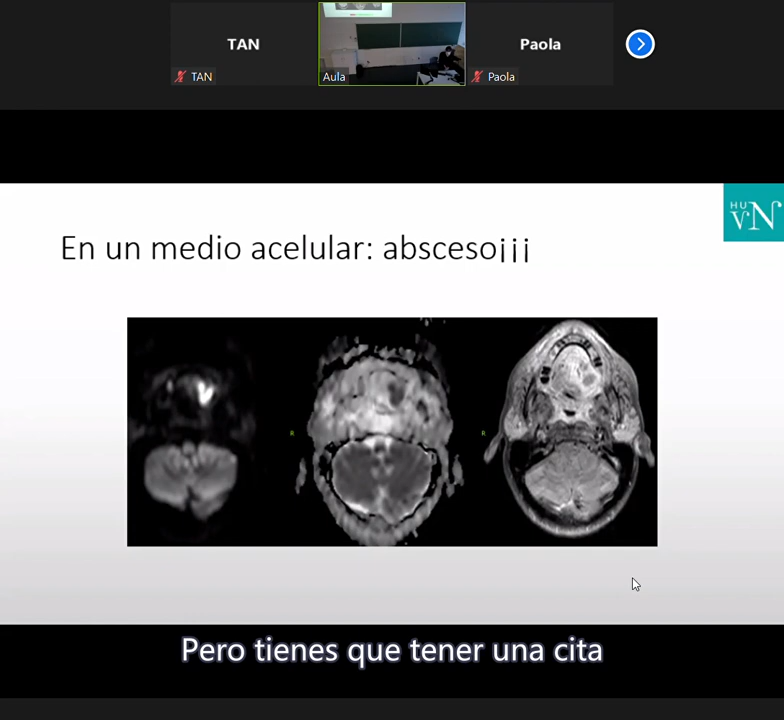 TAN
TAN
Aula
Paola
Paola
HU
VN
En un medio acelular: absceso¡¡¡
R
R
Pero tienes que tener una cita